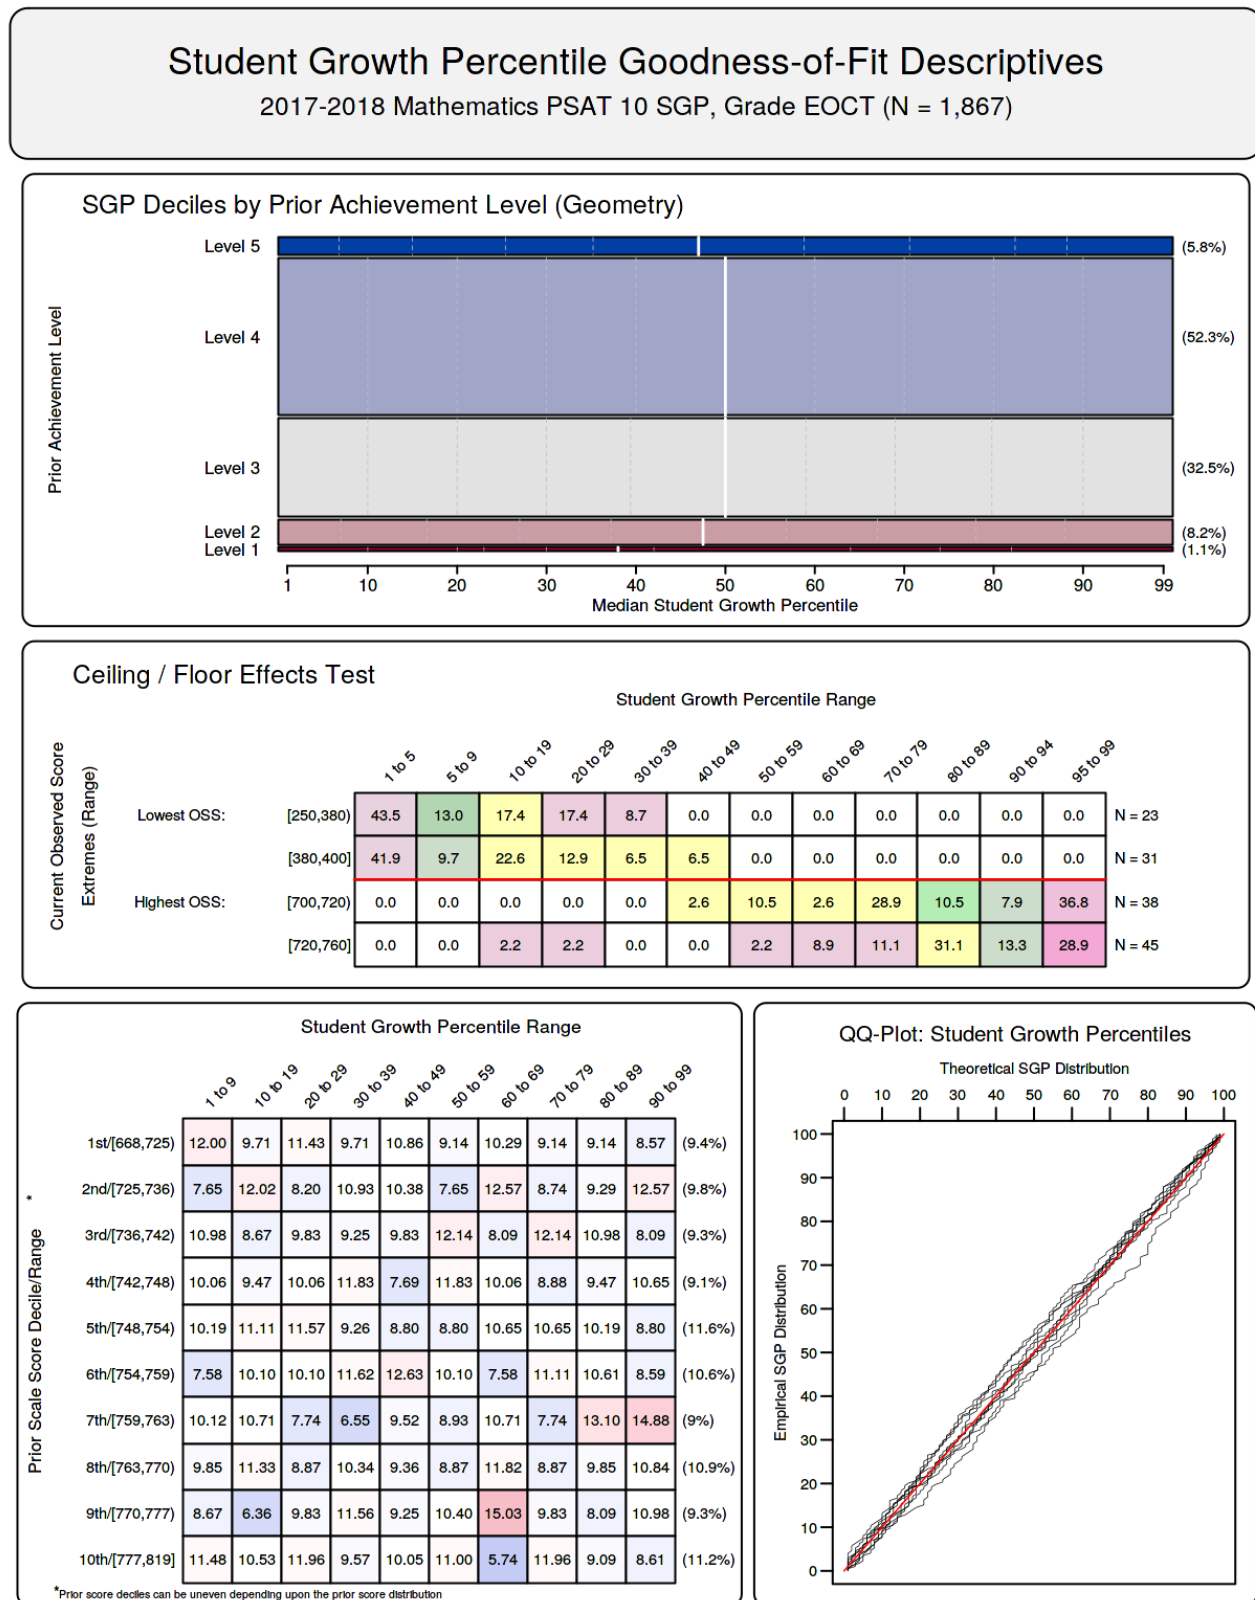 Student Growth Percentile Goodness-of-Fit Descriptives
2017-2018 Mathematics PSAT 10 SGP, Grade EOCT (N = 1,867)
SGP Deciles by Prior Achievement Level (Geometry)
Prior Achievement Level
Level 5 (5.8%)
Level 4 (52.3%)
Level 3 (32.5%)
Level 2 (8.2%)
Level 1 (1.1%)
1 10 20 30 40 50 60 70 80 90 99
Median Student Growth Percentile
Ceiling / Floor Effects Test
Student Growth Percentile Range
Current Observed Score
Extremes (Range)
1 to 5 5 to 9 10 to 19 20 to 29 30 to 39 40 to 49 50 to 59 60 to 69 70 to 79 80 to 89 90 to 94 95 to 99
Lowest OSS: [250,380) 43.5 13.0 17.4 17.4 8.7 0.0 0.0 0.0 0.0 0.0 0.0 0.0 N = 23
[380,400] 41.9 9.7 22.6 12.9 6.5 6.5 0.0 0.0 0.0 0.0 0.0 0.0 N = 31
Highest OSS: [700,720) 0.0 0.0 0.0 0.0 0.0 2.6 10.5 2.6 28.9 10.5 7.9 36.8 N = 38
[720,760] 0.0 0.0 2.2 2.2 0.0 0.0 2.2 8.9 11.1 31.1 13.3 28.9 N = 45
Student Growth Percentile Range
Prior Scale Score Decile/Range *
1 to 9 10 to 19 20 to 29 30 to 39 40 to 49 50 to 59 60 to 69 70 to 79 80 to 89 90 to 99
1st/[668,725) 12.00 9.71 11.43 9.71 10.86 9.14 10.29 9.14 9.14 8.57 (9.4%)
2nd/[725,736) 7.65 12.02 8.20 10.93 10.38 7.65 12.57 8.74 9.29 12.57 (9.8%)
3rd/[736,742) 10.98 8.67 9.83 9.25 9.83 12.14 8.09 12.14 10.98 8.09 (9.3%)
4th/[742,748) 10.06 9.47 10.06 11.83 7.69 11.83 10.06 8.88 9.47 10.65 (9.1%)
5th/[748,754) 10.19 11.11 11.57 9.26 8.80 8.80 10.65 10.65 10.19 8.80 (11.6%)
6th/[754,759) 7.58 10.10 10.10 11.62 12.63 10.10 7.58 11.11 10.61 8.59 (10.6%)
7th/[759,763) 10.12 10.71 7.74 6.55 9.52 8.93 10.71 7.74 13.10 14.88 (9%)
8th/[763,770) 9.85 11.33 8.87 10.34 9.36 8.87 11.82 8.87 9.85 10.84 (10.9%)
9th/[770,777) 8.67 6.36 9.83 11.56 9.25 10.40 15.03 9.83 8.09 10.98 (9.3%)
10th/[777,819] 11.48 10.53 11.96 9.57 10.05 11.00 5.74 11.96 9.09 8.61 (11.2%)
*Prior score deciles can be uneven depending upon the prior score distribution
QQ-Plot: Student Growth Percentiles
Theoretical SGP Distribution
0 10 20 30 40 50 60 70 80 90 100
Empirical SGP Distribution
100
90
80
70
60
50
40
30
20
10
0